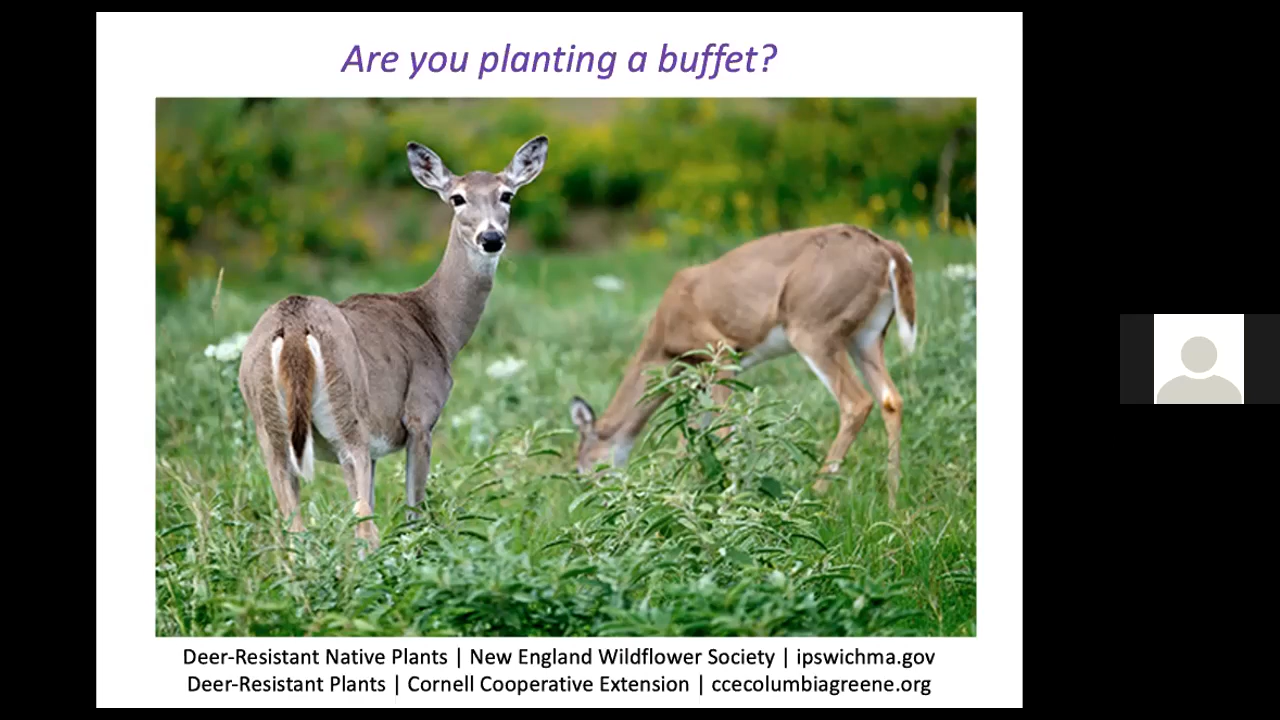 Are you planting a buffet?
Deer-Resistant Native Plants | New England Wildflower Society | ipswichma.gov
Deer-Resistant Plants | Cornell Cooperative Extension | ccecolumbiagreene.org